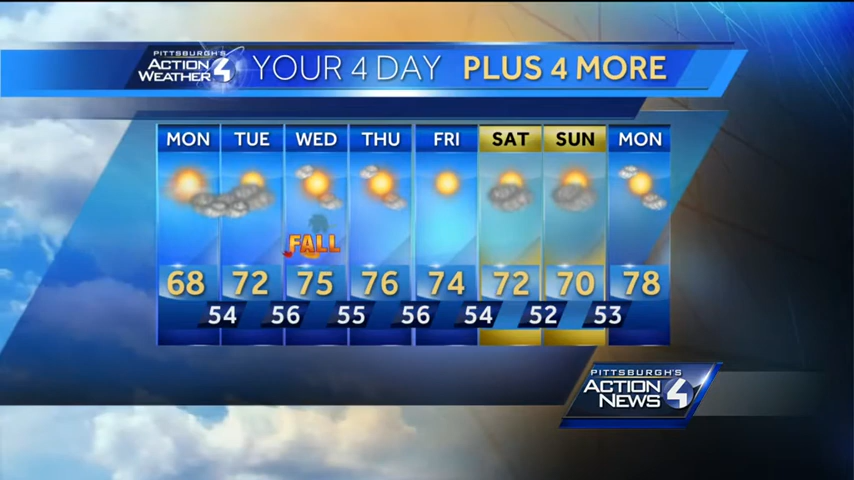 PITTSBURGH'S
ACTION
WEATHER 4
YOUR 4 DAY PLUS 4 MORE
MON TUE WED THU FRI SAT SUN MON
FALL
68 72 75 76 74 72 70 78
54 56 55 56 54 52 53
PITTSBURGH'S
ACTION
NEWS 4